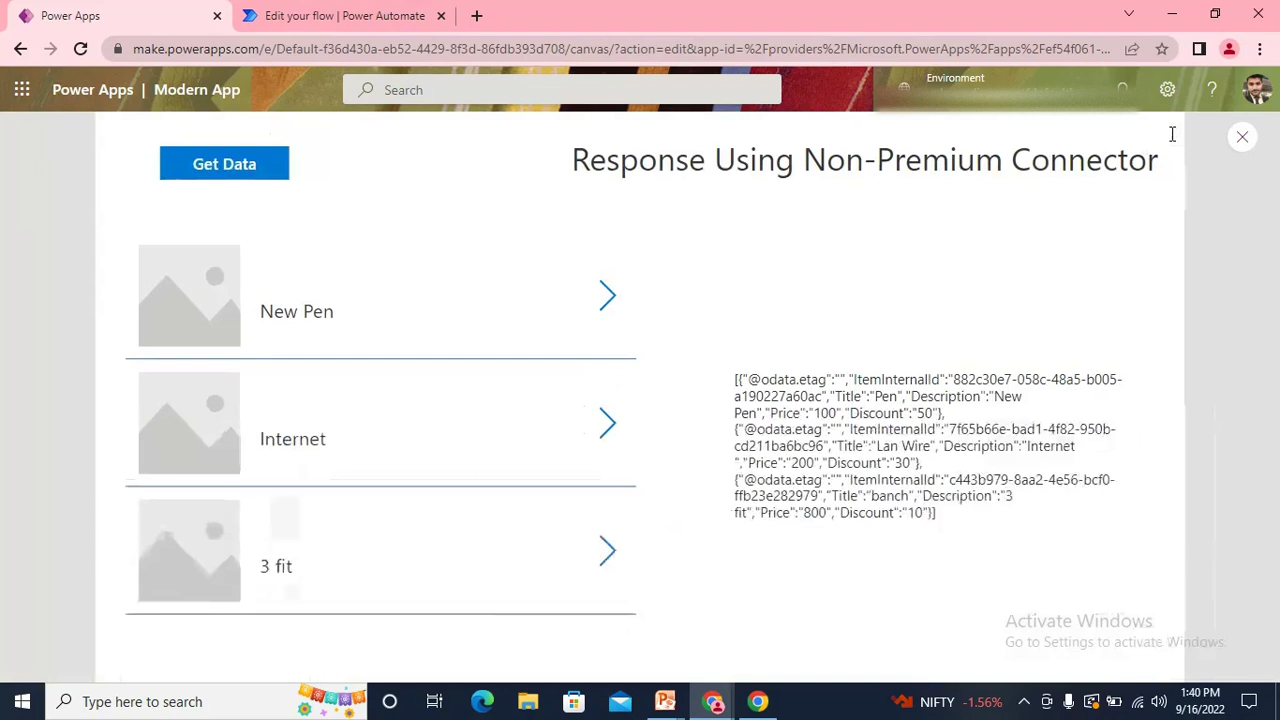 Power Apps
Edit your flow | Power Automate
make.powerapps.com/e/Default-f36d430a-eb52-4429-8f3d-86fdb393d708/canvas/?action=edit&app-id=%2Fproviders%2FMicrosoft.PowerApps%2Fapps%2Fef54f061-...
Power Apps | Modern App
Search
Environment
Get Data
Response Using Non-Premium Connector
New Pen
Internet
3 fit
[{"@odata.etag":"","ItemInternalId":"882c30e7-058c-48a5-b005-
a190227a60ac","Title":"Pen","Description":"New
Pen","Price":"100","Discount":"50"},
{"@odata.etag":"","ItemInternalId":"7f65b66e-bad1-4f82-950b-
cd211ba6bc96","Title":"Lan Wire","Description":"Internet
","Price":"200","Discount":"30"},
{"@odata.etag":"","ItemInternalId":"c443b979-8aa2-4e56-bcf0-
ffb23e282979","Title":"banch","Description":"3
fit","Price":"800","Discount":"10"}]
Activate Windows
Go to Settings to activate Windows.
Type here to search
NIFTY -1.56%
1:40 PM
9/16/2022